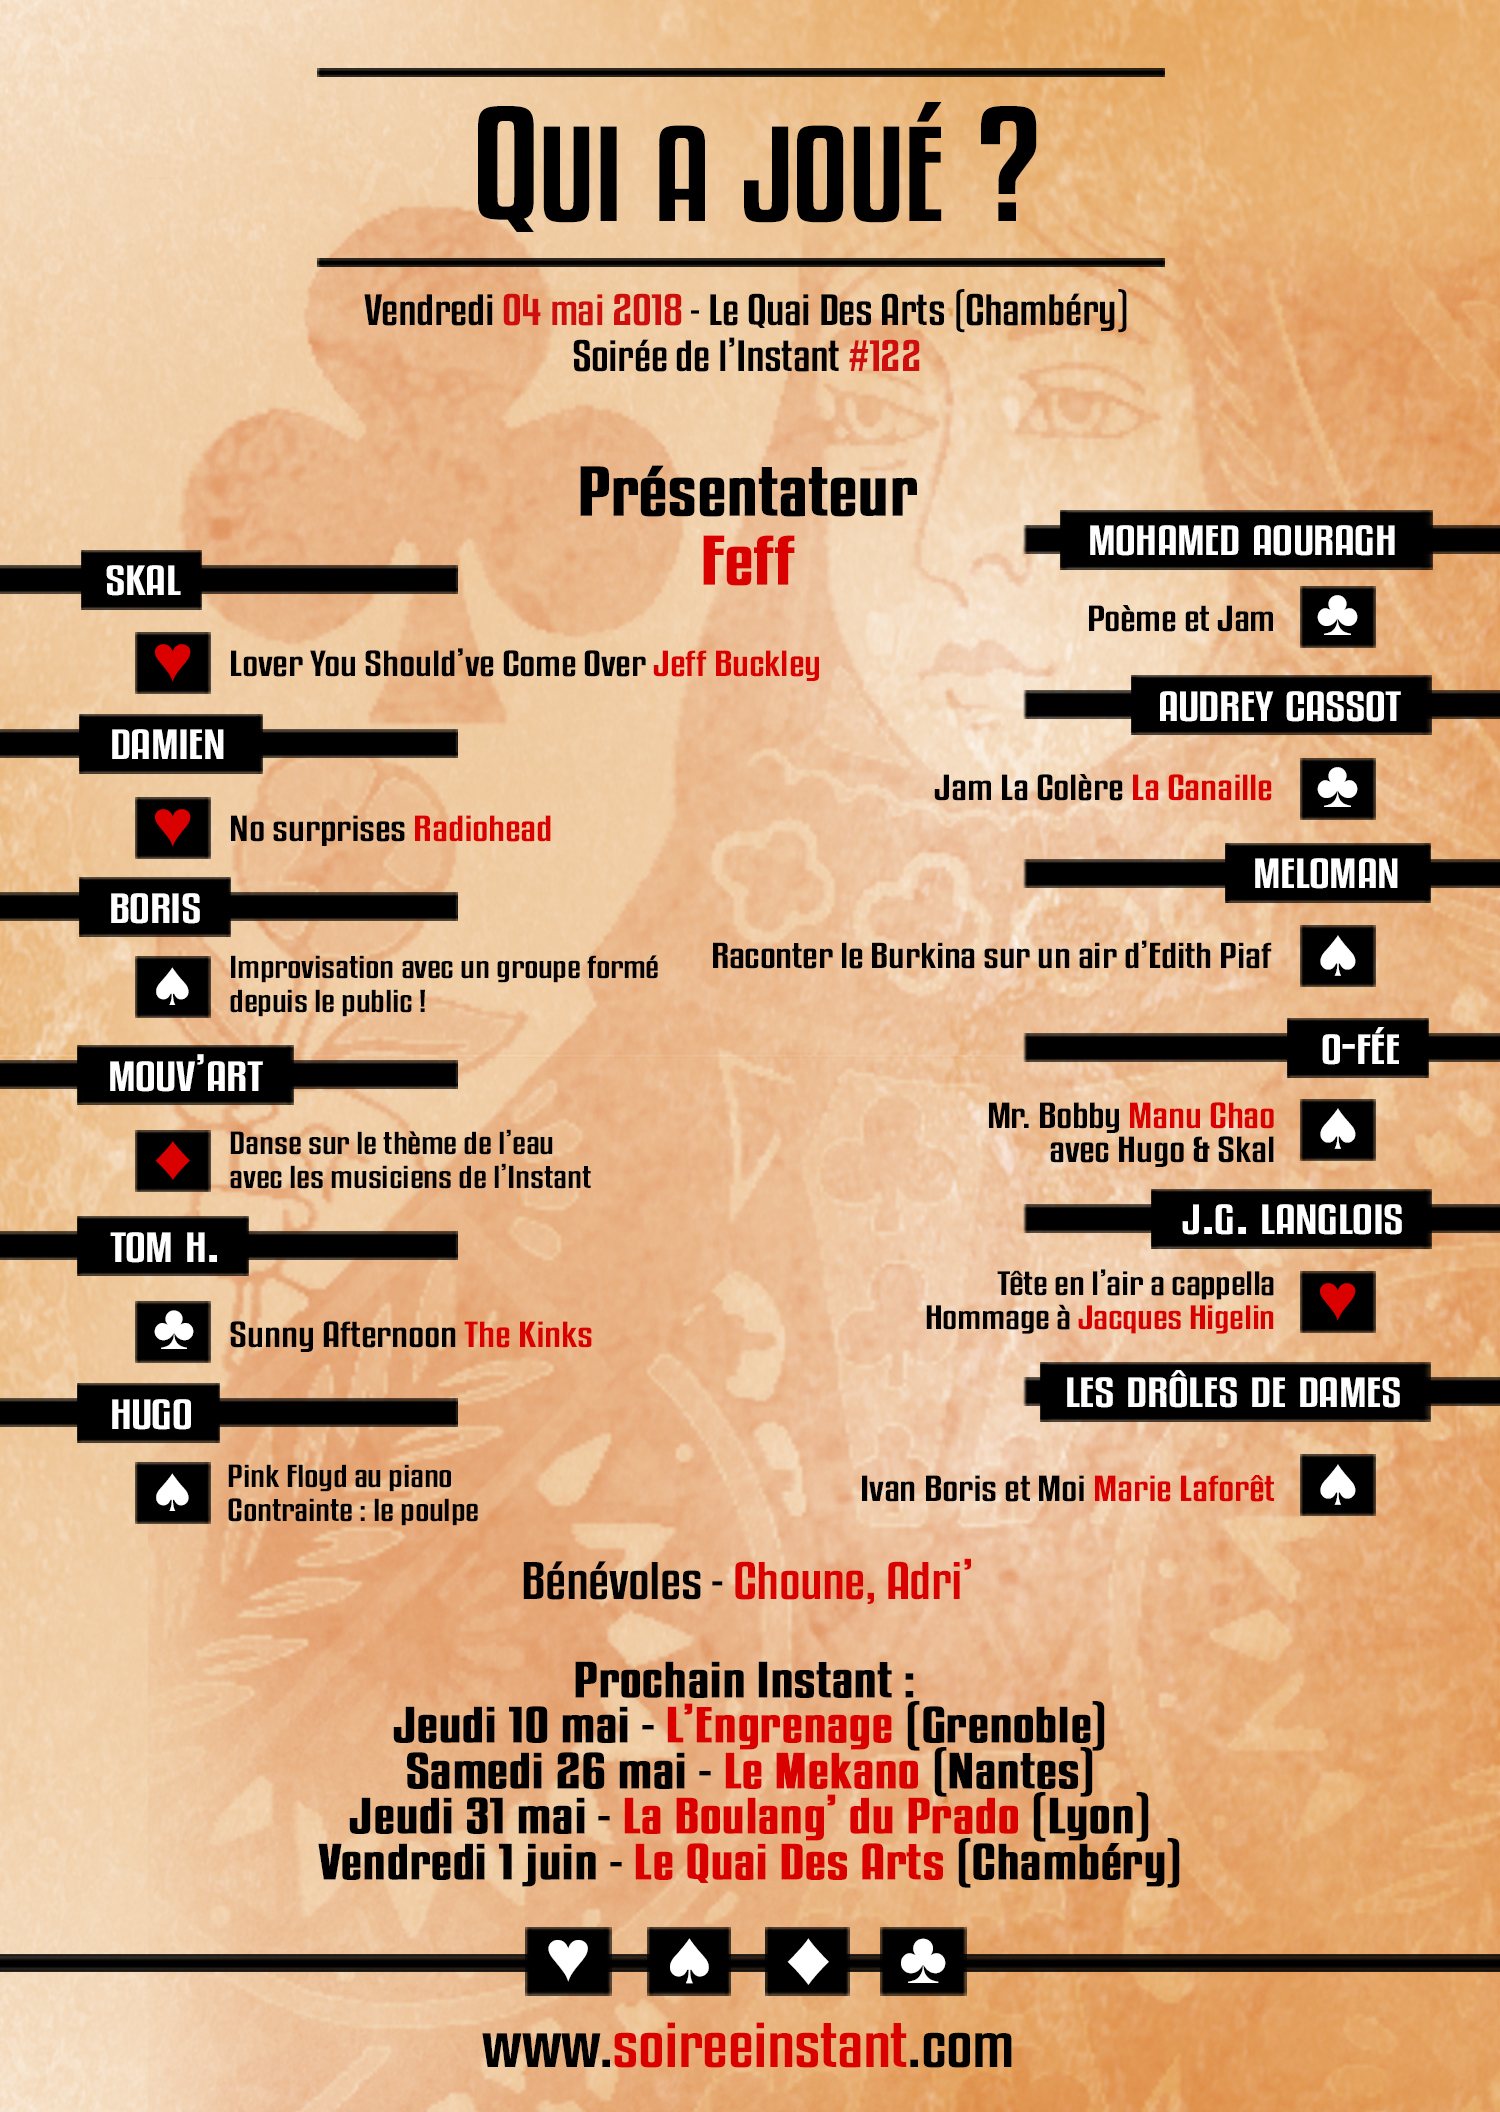 Qui a joué ?
Vendredi 04 mai 2018 - Le Quai Des Arts (Chambéry)
Soirée de l'Instant #122
Présentateur
Feff
SKAL
Lover You Should've Come Over Jeff Buckley
DAMIEN
No surprises Radiohead
BORIS
Improvisation avec un groupe formé
depuis le public !
MOUV'ART
Danse sur le thème de l'eau
avec les musiciens de l'Instant
TOM H.
Sunny Afternoon The Kinks
HUGO
Pink Floyd au piano
Contrainte : le poulpe
MOHAMED AOURAGH
Poème et Jam
AUDREY CASSOT
Jam La Colère La Canaille
MELOMAN
Raconter le Burkina sur un air d'Edith Piaf
O-FÉE
Mr. Bobby Manu Chao
avec Hugo & Skal
J.G. LANGLOIS
Tête en l'air a cappella
Hommage à Jacques Higelin
LES DRÔLES DE DAMES
Ivan Boris et Moi Marie Laforêt
Bénévoles - Choune, Adri'
Prochain Instant :
Jeudi 10 mai - L'Engrenage (Grenoble)
Samedi 26 mai - Le Mekano (Nantes)
Jeudi 31 mai - La Boulang' du Prado (Lyon)
Vendredi 1 juin - Le Quai Des Arts (Chambéry)
www.soireeinstant.com